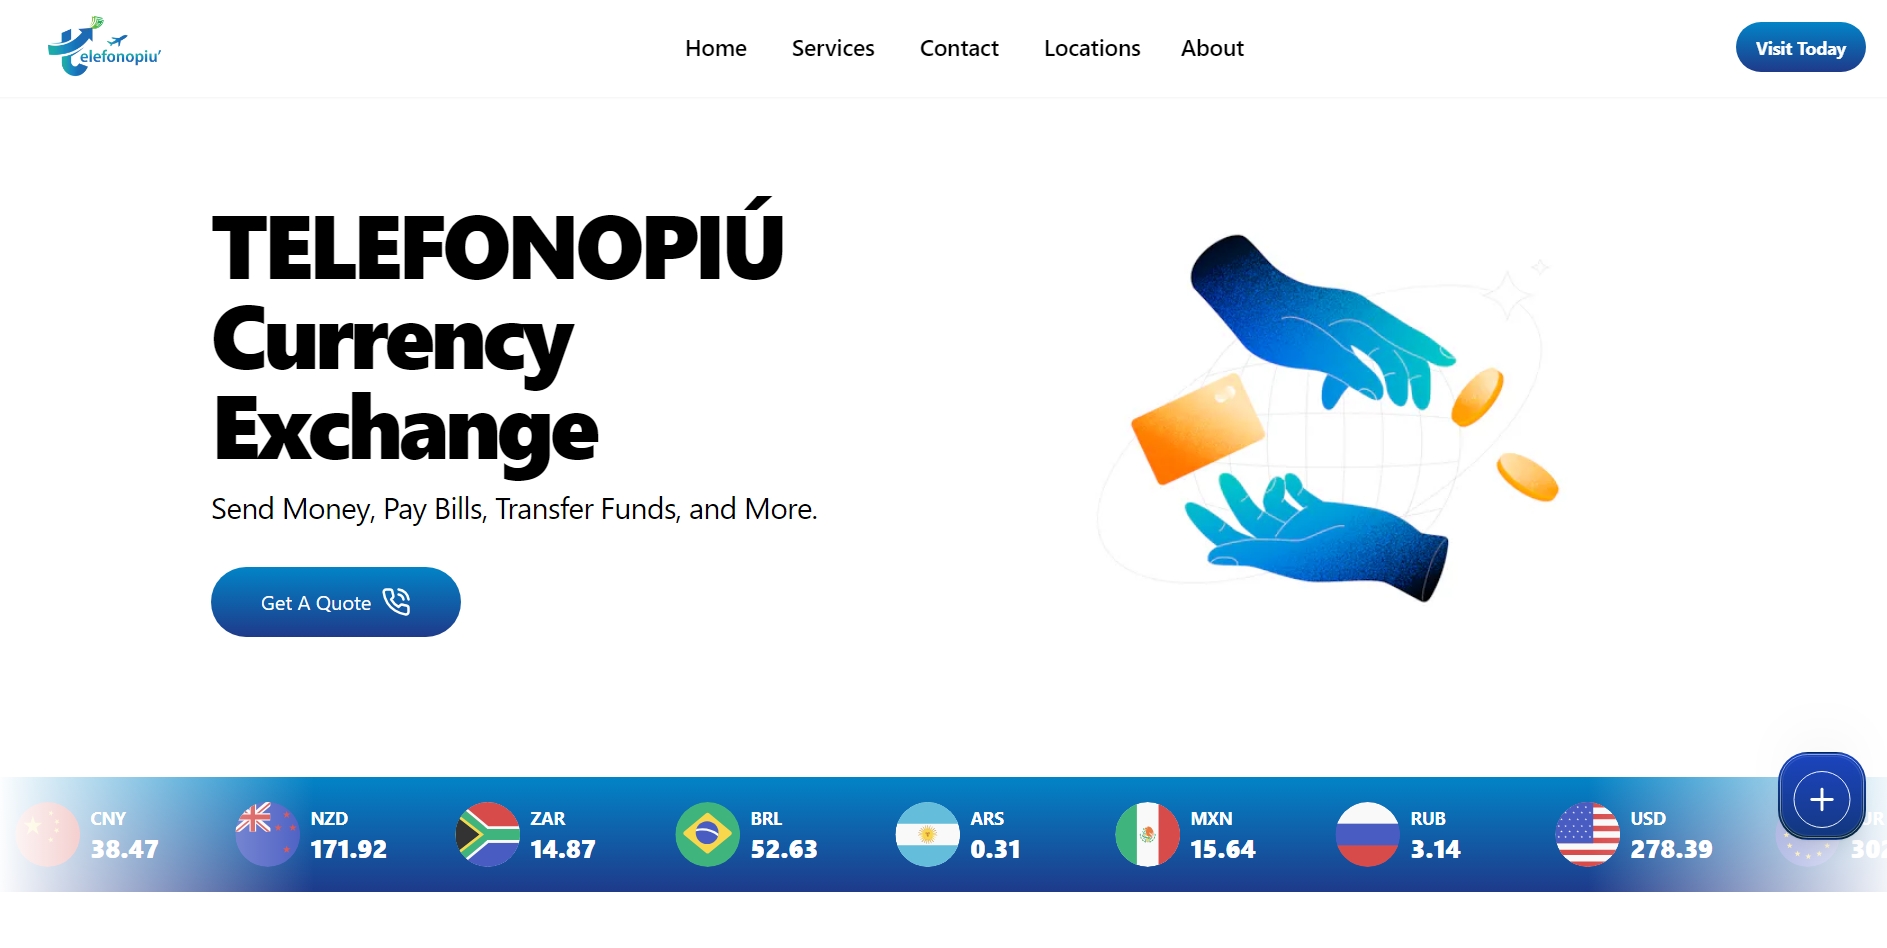 elefonopiu'
Home Services Contact Locations About
Visit Today
TELEFONOPIÚ
Currency
Exchange
Send Money, Pay Bills, Transfer Funds, and More.
Get A Quote
CNY
38.47
NZD
171.92
ZAR
14.87
BRL
52.63
ARS
0.31
MXN
15.64
RUB
3.14
USD
278.39